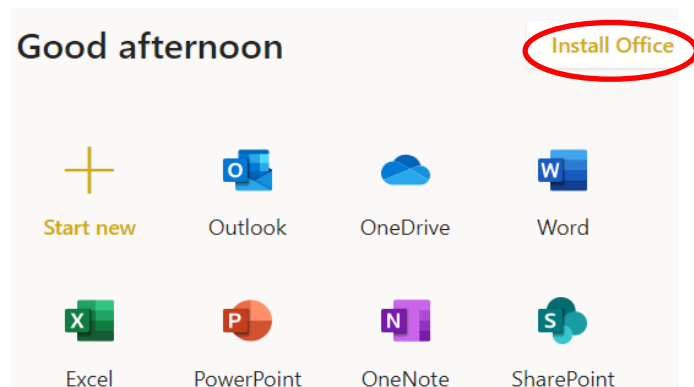 Good afternoon
Install Office
O
W
Start new
Outlook
OneDrive
Word
X
P
N
S
Excel
PowerPoint
OneNote
SharePoint